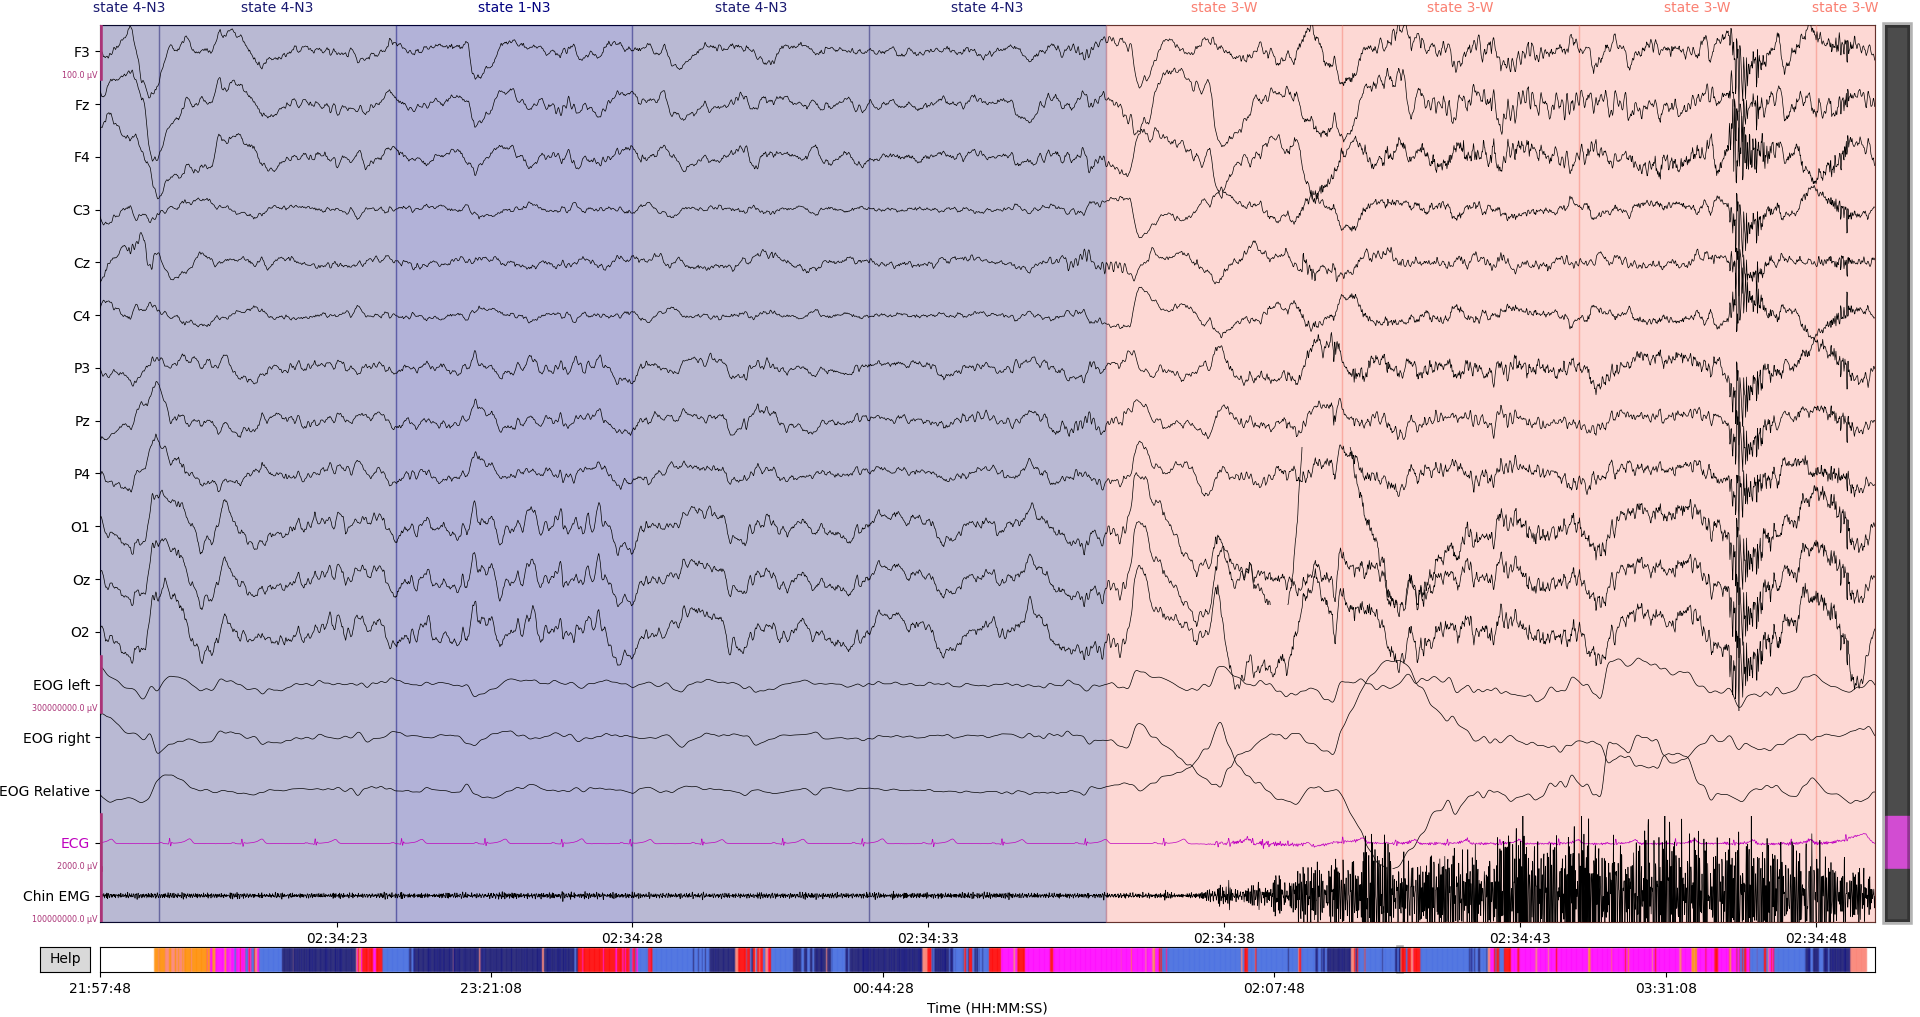 state 4-N3 state 4-N3 state 1-N3 state 4-N3 state 4-N3 state 3-W state 3-W state 3-W state 3-W
F3
100.0 µV
Fz
F4
C3
Cz
C4
P3
Pz
P4
O1
Oz
O2
EOG left
300000000.0 µV
EOG right
EOG Relative
ECG
2000.0 µV
Chin EMG
100000000.0 µV
02:34:23 02:34:28 02:34:33 02:34:38 02:34:43 02:34:48
Help
21:57:48 23:21:08 00:44:28 02:07:48 03:31:08
Time (HH:MM:SS)